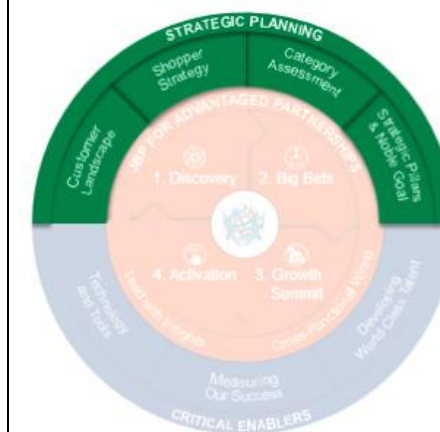 STRATEGIC PLANNING
Customer
Landscape
Shopper
Strategy
Category
Assessment
Strategic Pillars
& Noble Goal
JBP FOR ADVANTAGED PARTNERSHIPS
1. Discovery
2. Big Bets
4. Activation
3. Growth
Summit
Lead with Insights
Cross-Functional Wiring
Technology
and Tools
Measuring
Our Success
Developing
World-Class Talent
CRITICAL ENABLERS